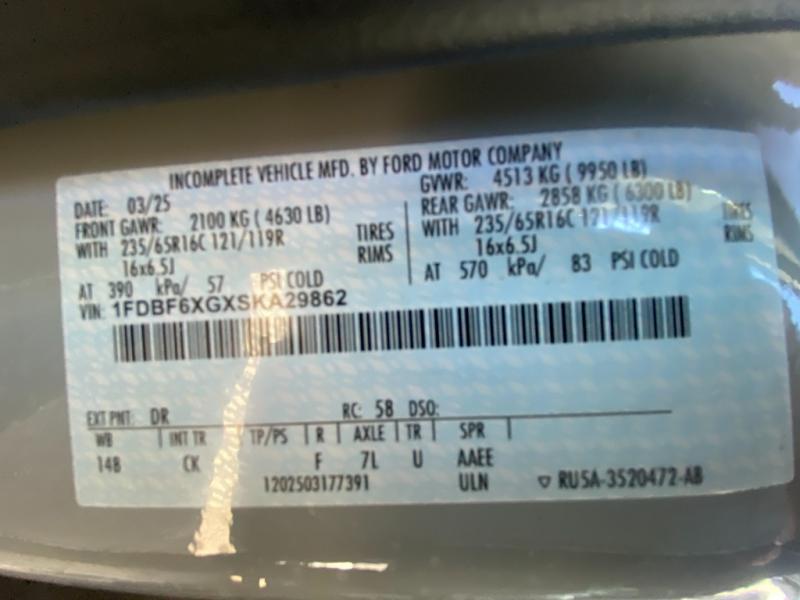 INCOMPLETE VEHICLE MFD. BY FORD MOTOR COMPANY
DATE: 03/25 GVWR: 4513 KG ( 9950 LB)
FRONT GAWR: 2100 KG ( 4630 LB) REAR GAWR: 2858 KG ( 6300 LB)
WITH 235/65R16C 121/119R TIRES WITH 235/65R16C 121/119R TIRES
16x6.5J RIMS 16x6.5J RIMS
AT 390 kPa/ 57 PSI COLD AT 570 kPa/ 83 PSI COLD
VIN: 1FDBF6XGXSKA29862
EXT PNT: DR RC: 58 DSO:
WB INT TR TP/PS R AXLE TR SPR
148 CK F 7L U AAEE
1202503177391 ULN RU5A-3520472-AB